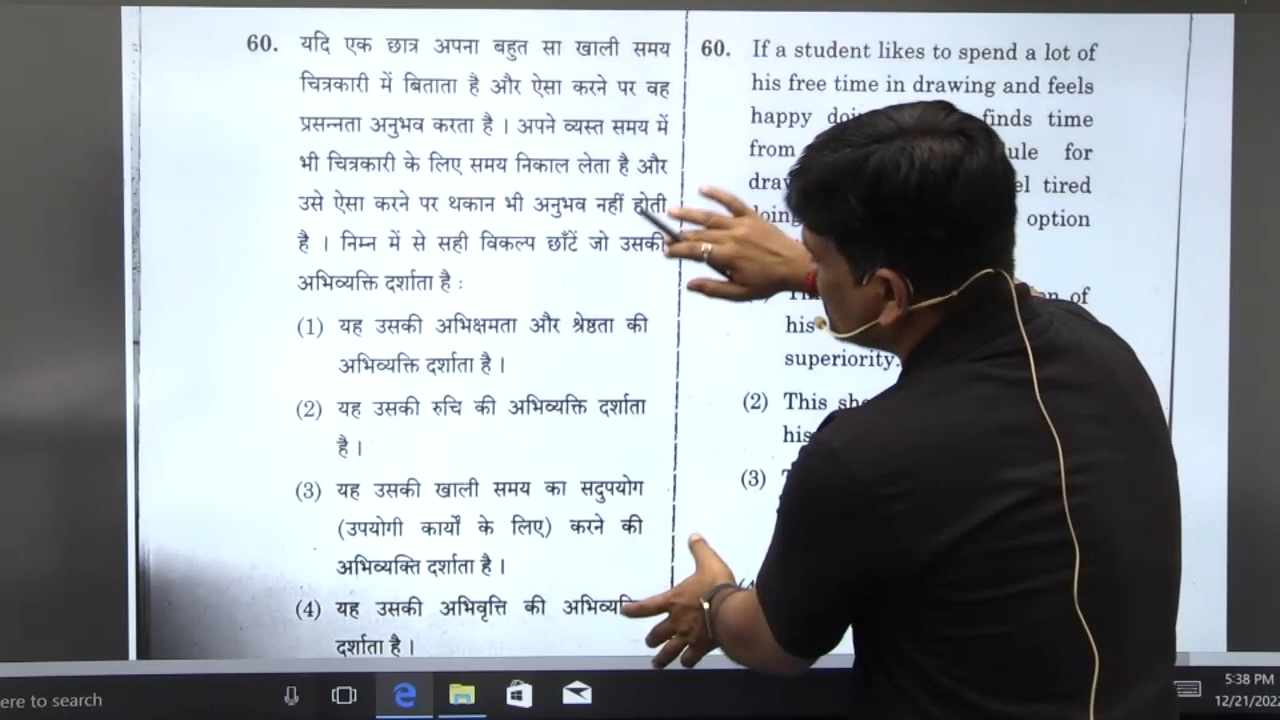 60. यदि एक छात्र अपना बहुत सा खाली समय
चित्रकारी में बिताता है और ऐसा करने पर वह
प्रसन्नता अनुभव करता है । अपने व्यस्त समय में
भी चित्रकारी के लिए समय निकाल लेता है और
उसे ऐसा करने पर थकान भी अनुभव नहीं होती
है । निम्न में से सही विकल्प छाँटें जो उसकी
अभिव्यक्ति दर्शाता है :
(1) यह उसकी अभिक्षमता और श्रेष्ठता की
अभिव्यक्ति दर्शाता है ।
(2) यह उसकी रुचि की अभिव्यक्ति दर्शाता
है ।
(3) यह उसकी खाली समय का सदुपयोग
(उपयोगी कार्यों के लिए) करने की
अभिव्यक्ति दर्शाता है ।
(4) यह उसकी अभिवृत्ति की
दर्शाता है ।
60. If a student likes to spend a lot of
his free time in drawing and feels
happy finds time
from for
tired
option
of
his
superiority.
(2) This
his
(3)
ere to search
5:38 PM